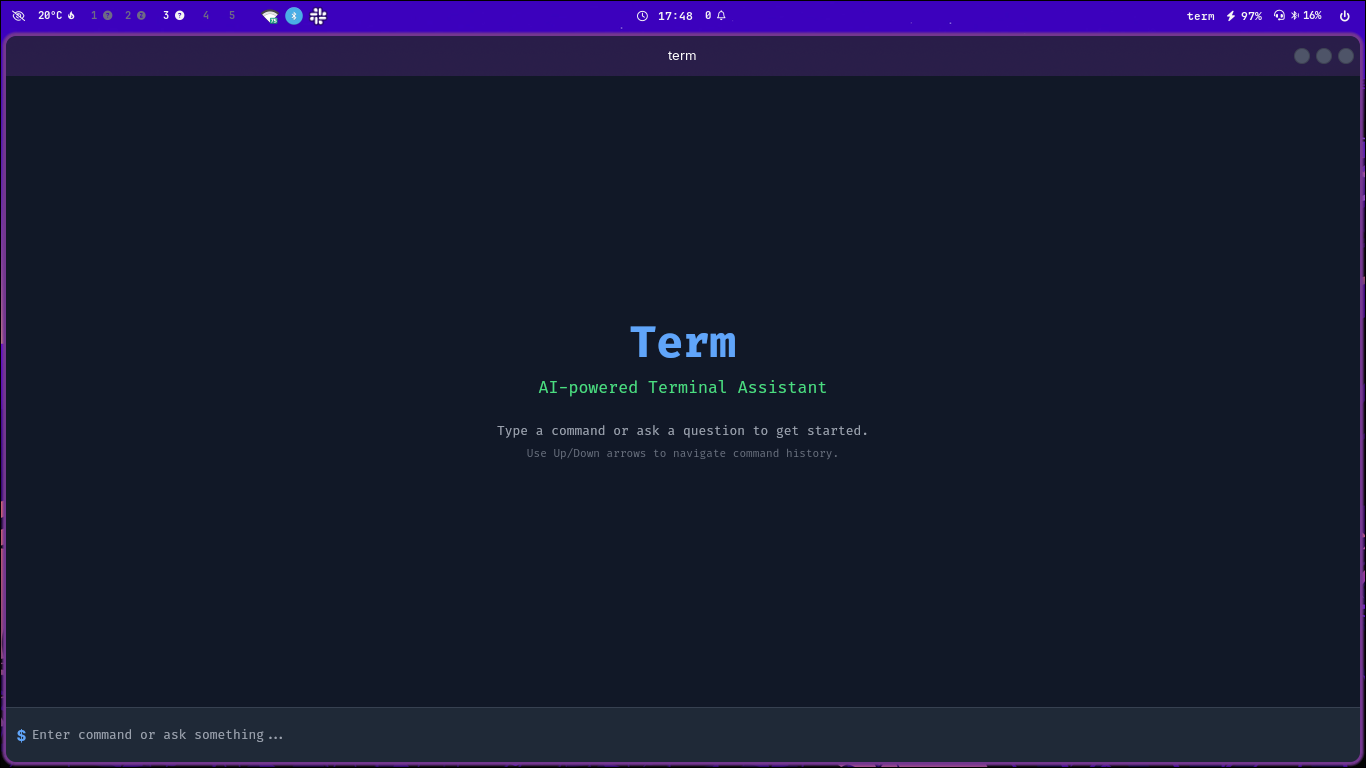 20°C 1 2 3 4 5 17:48 0 term 97% 16%
term
Term
AI-powered Terminal Assistant
Type a command or ask a question to get started.
Use Up/Down arrows to navigate command history.
$ Enter command or ask something...